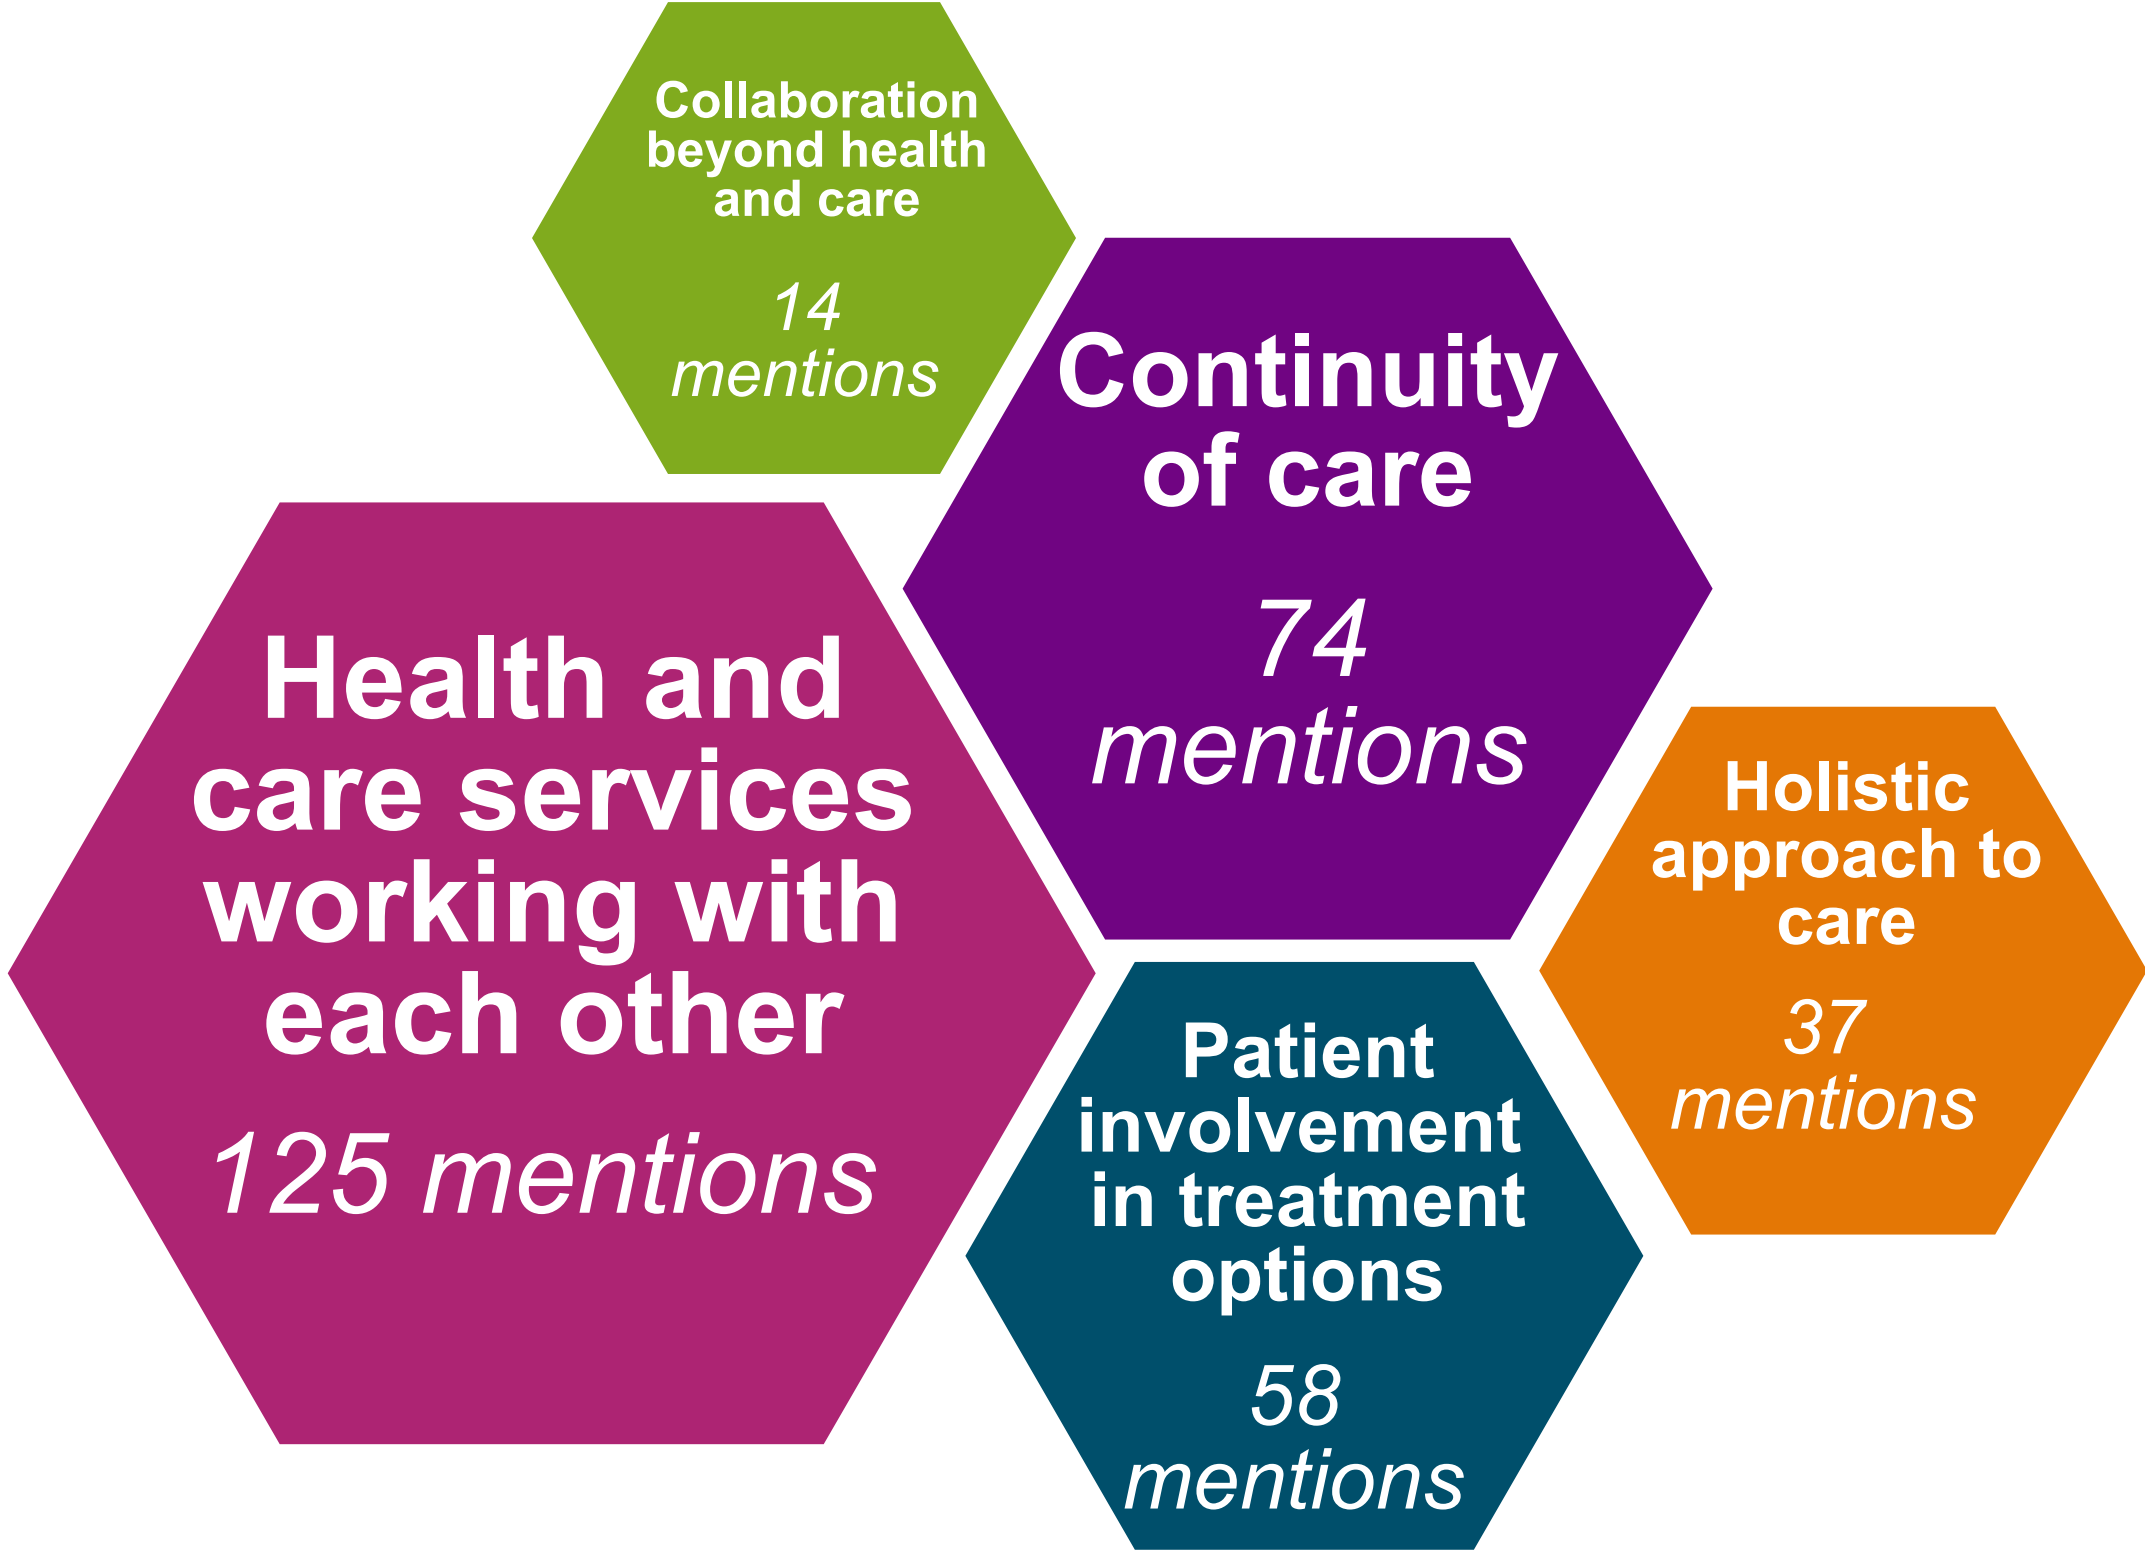 Collaboration
beyond health
and care
14
mentions
Continuity
of care
74
mentions
Health and
care services
working with
each other
125 mentions
Holistic
approach to
care
37
mentions
Patient
involvement
in treatment
options
58
mentions